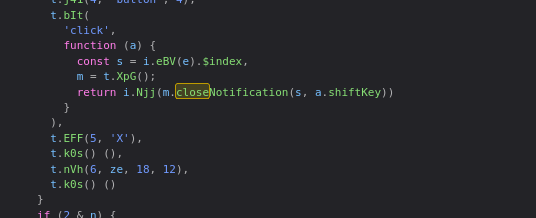 t.j41(4, 'button', 4),
t.bIt(
'click',
function (a) {
const s = i.eBV(e).$index,
m = t.XpG();
return i.Njj(m.closeNotification(s, a.shiftKey))
}
),
t.EFF(5, 'X'),
t.k0s() (),
t.nVh(6, ze, 18, 12),
t.k0s() ()
}
if (2 & n) {